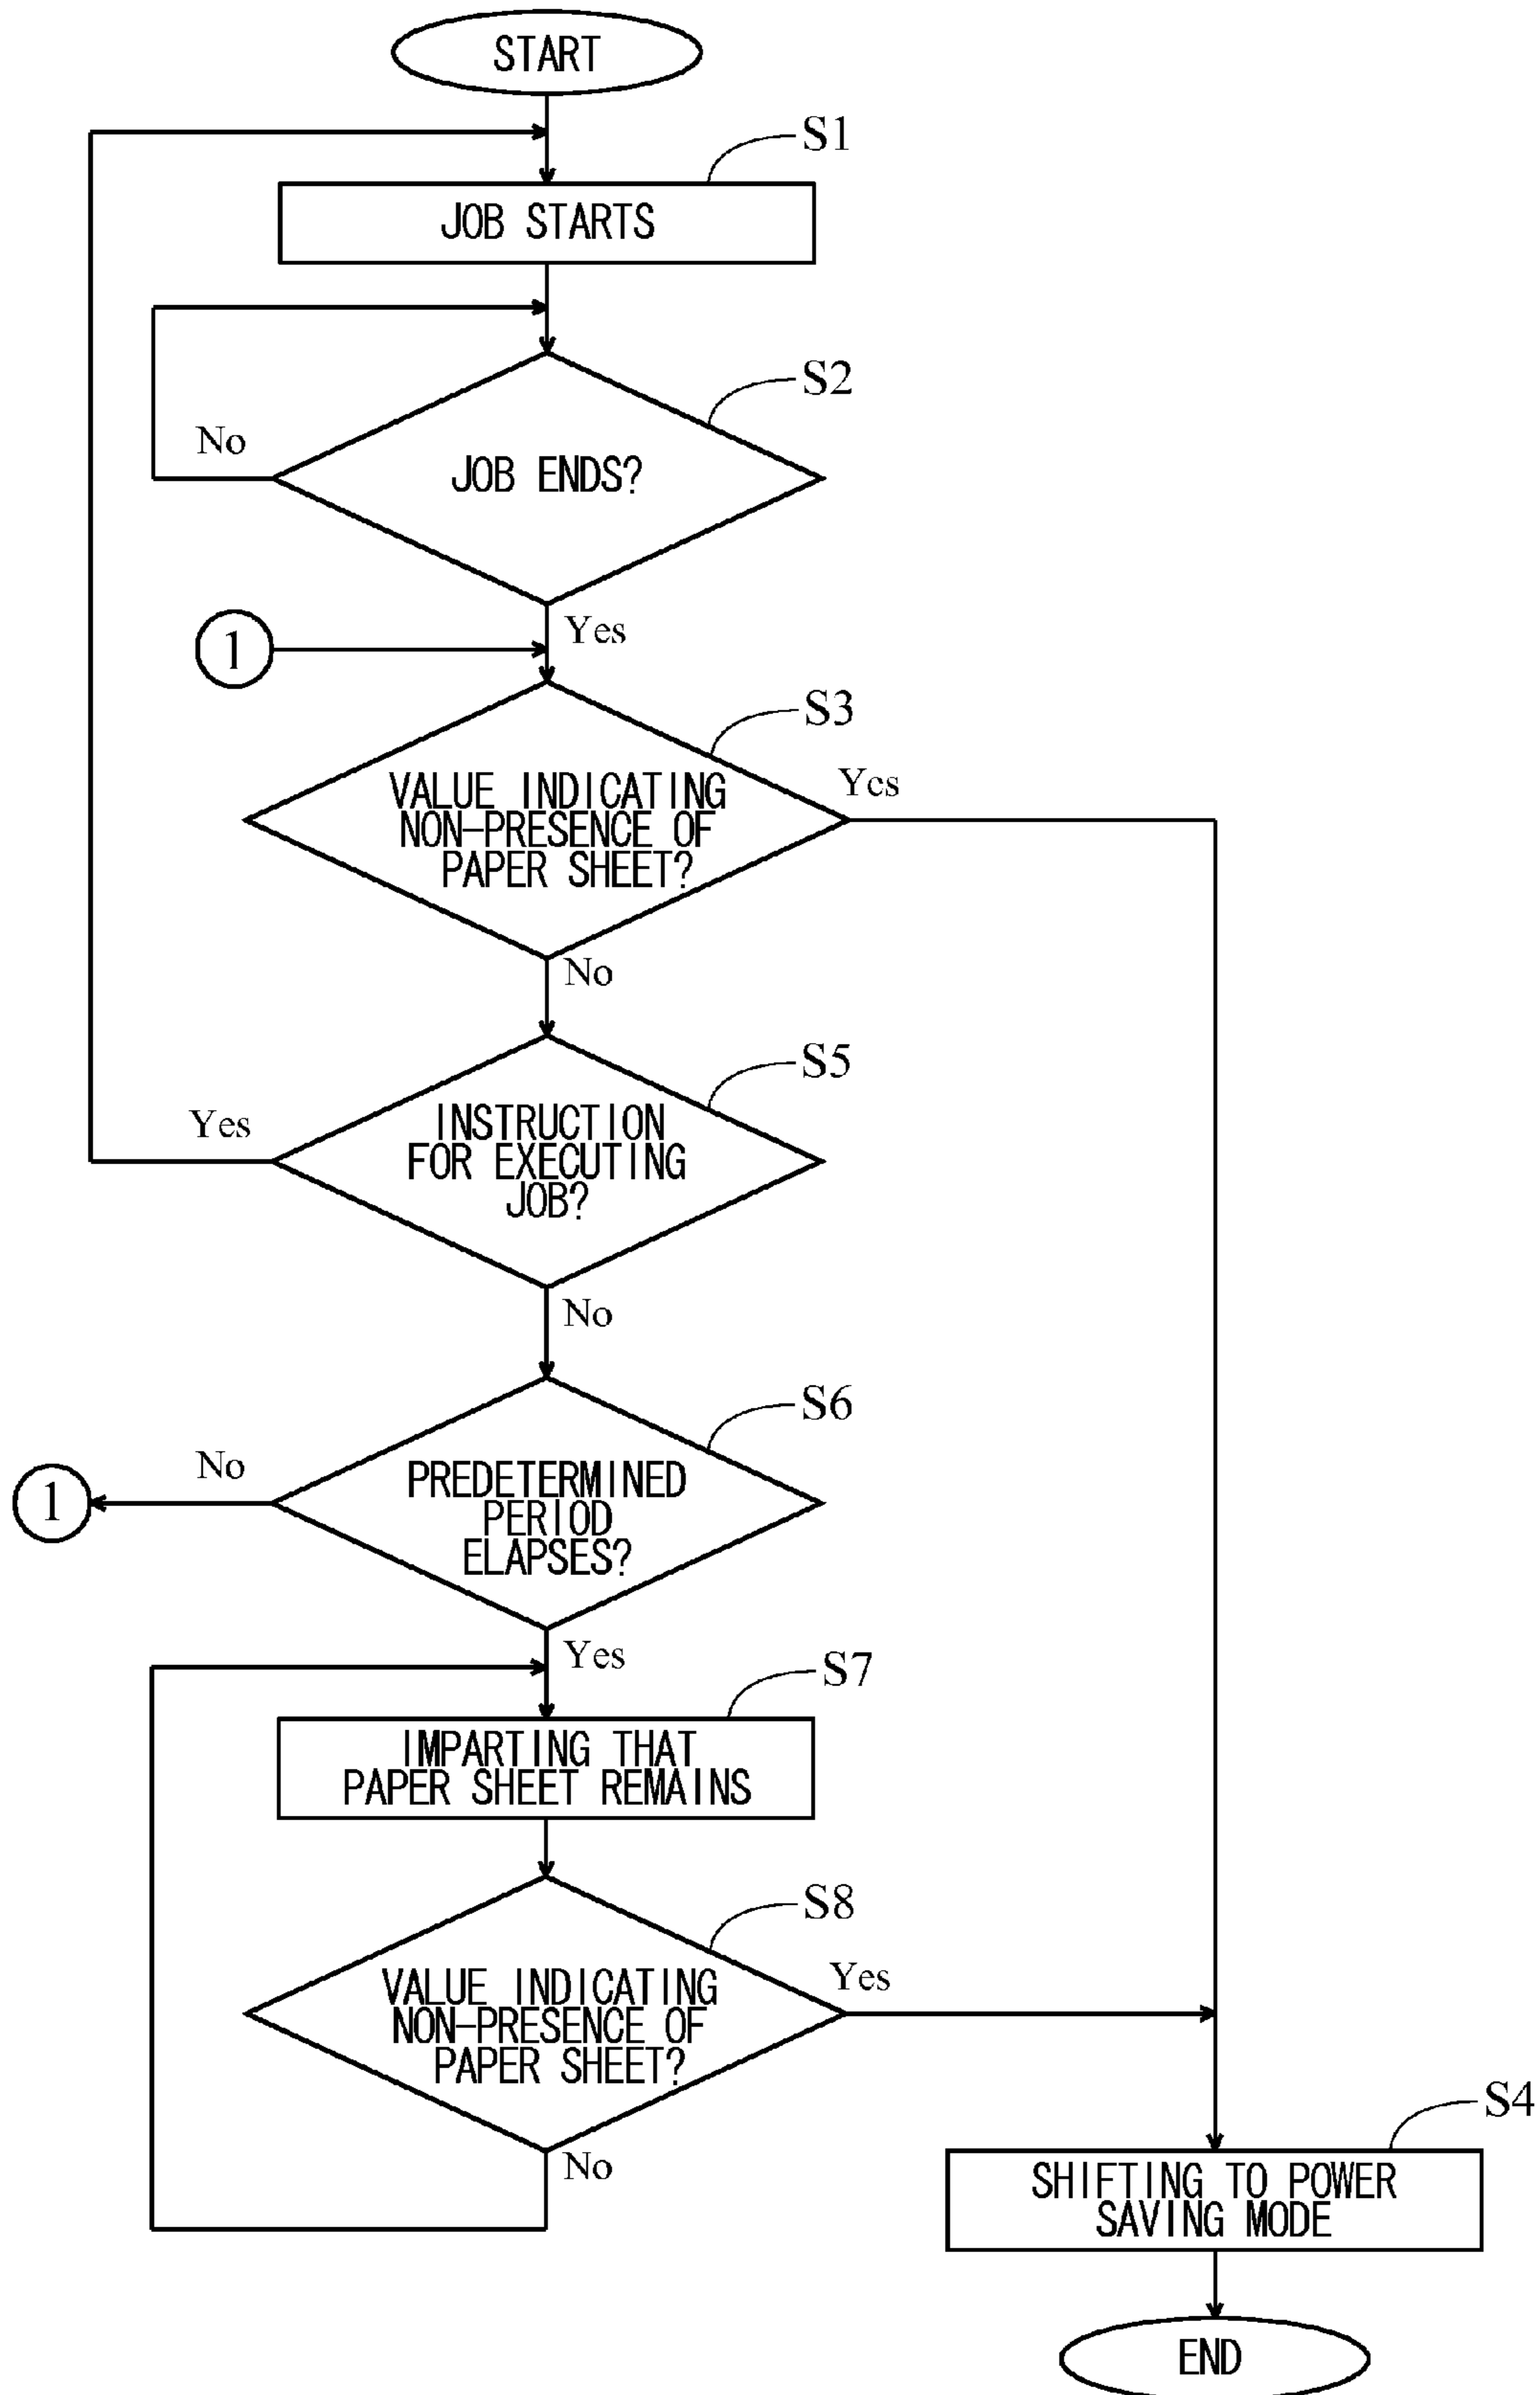 START
S1
JOB STARTS
S2
No
JOB ENDS?
Yes
1
S3
VALUE INDICATING
NON-PRESENCE OF
PAPER SHEET?
Yes
No
S5
Yes
INSTRUCTION
FOR EXECUTING
JOB?
No
S6
No
PREDETERMINED
PERIOD
ELAPSES?
1
Yes
S7
IMPARTING THAT
PAPER SHEET REMAINS
S8
VALUE INDICATING
NON-PRESENCE OF
PAPER SHEET?
Yes
No
S4
SHIFTING TO POWER
SAVING MODE
END